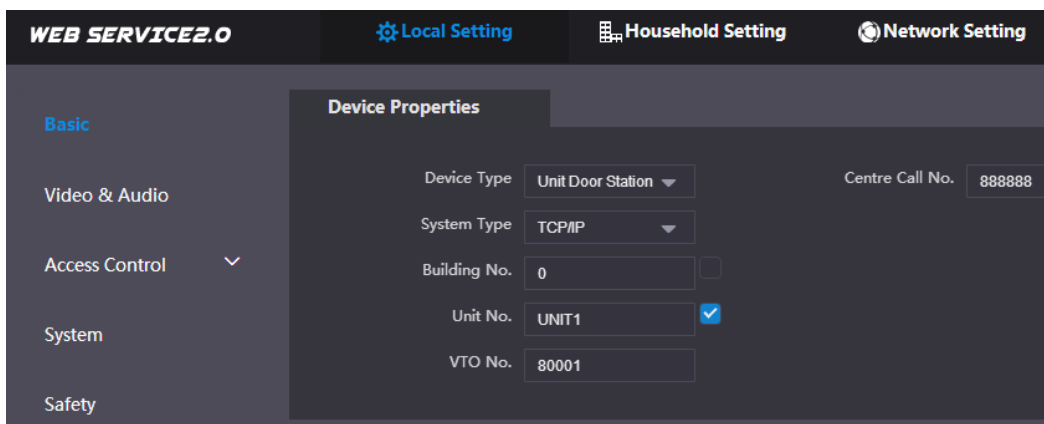 WEB SERVICE2.0 Local Setting Household Setting Network Setting
Basic
Device Properties
Video & Audio
Access Control
System
Safety
Device Type Unit Door Station Centre Call No. 888888
System Type TCP/IP
Building No. 0
Unit No. UNIT1
VTO No. 80001